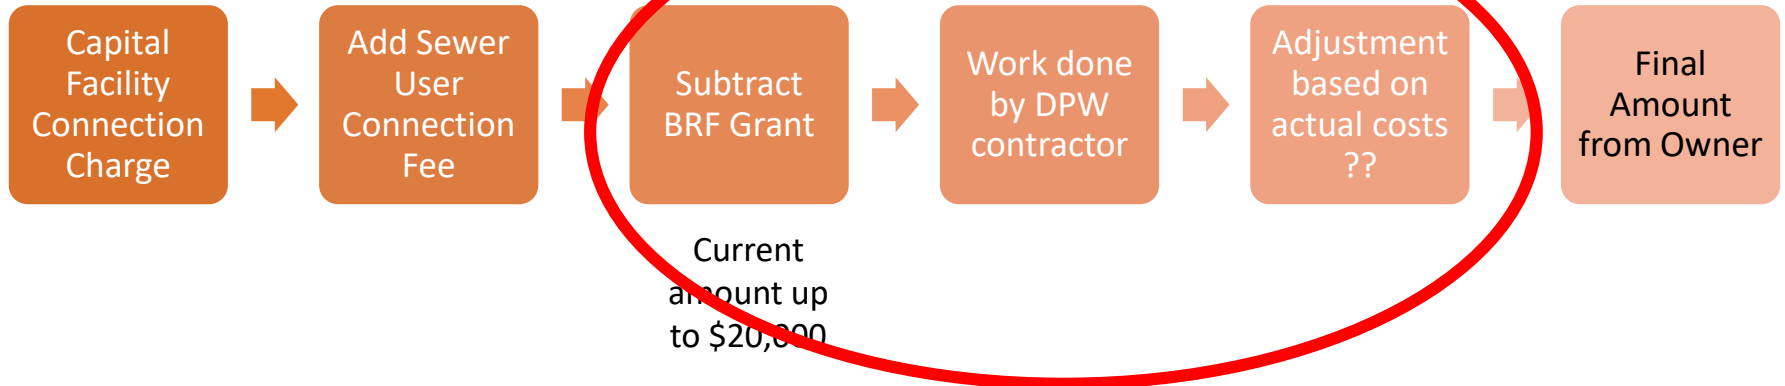 Capital
Facility
Connection
Charge
Add Sewer
User
Connection
Fee
Subtract
BRF Grant
Current
amount up
to $20,000
Work done
by DPW
contractor
Adjustment
based on
actual costs
??
Final
Amount
from Owner